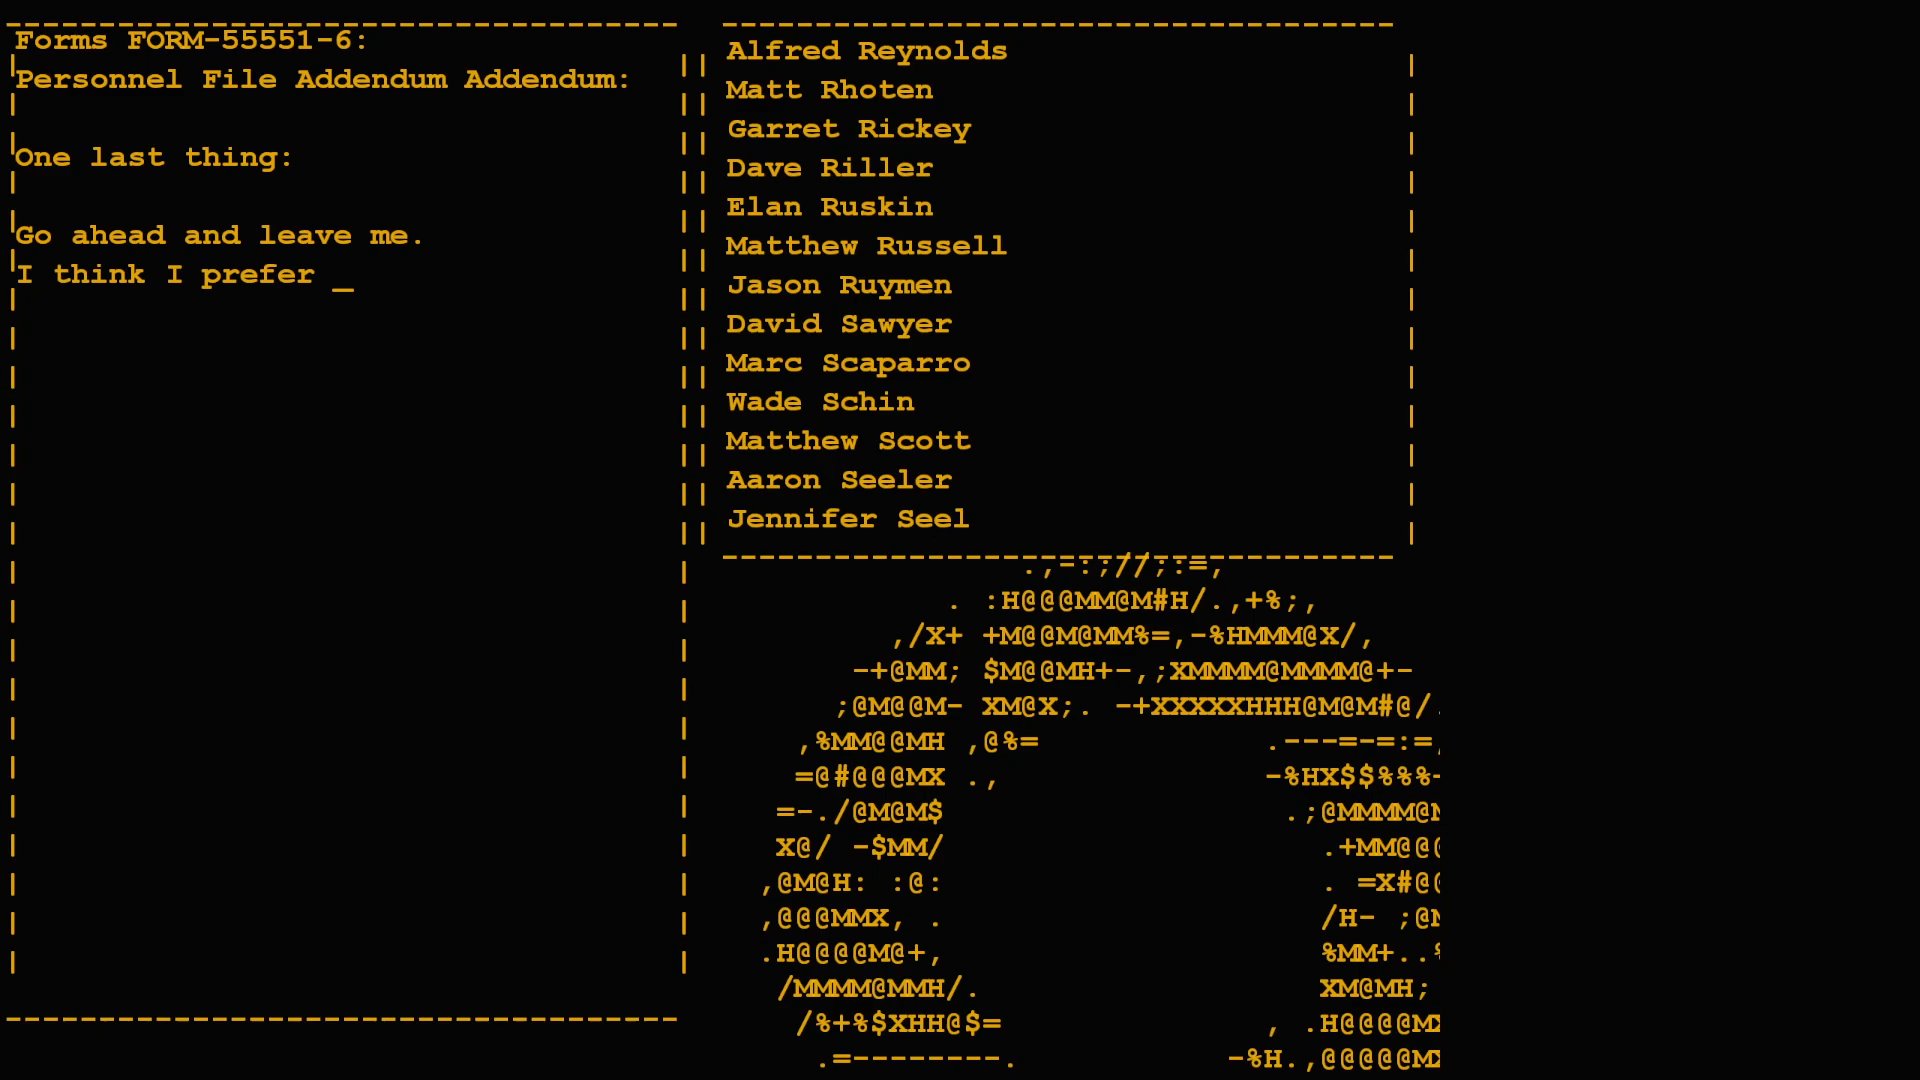 Forms FORM-55551-6:
Personnel File Addendum Addendum:
One last thing:
Go ahead and leave me.
I think I prefer _
Alfred Reynolds
Matt Rhoten
Garret Rickey
Dave Riller
Elan Ruskin
Matthew Russell
Jason Ruymen
David Sawyer
Marc Scaparro
Wade Schin
Matthew Scott
Aaron Seeler
Jennifer Seel